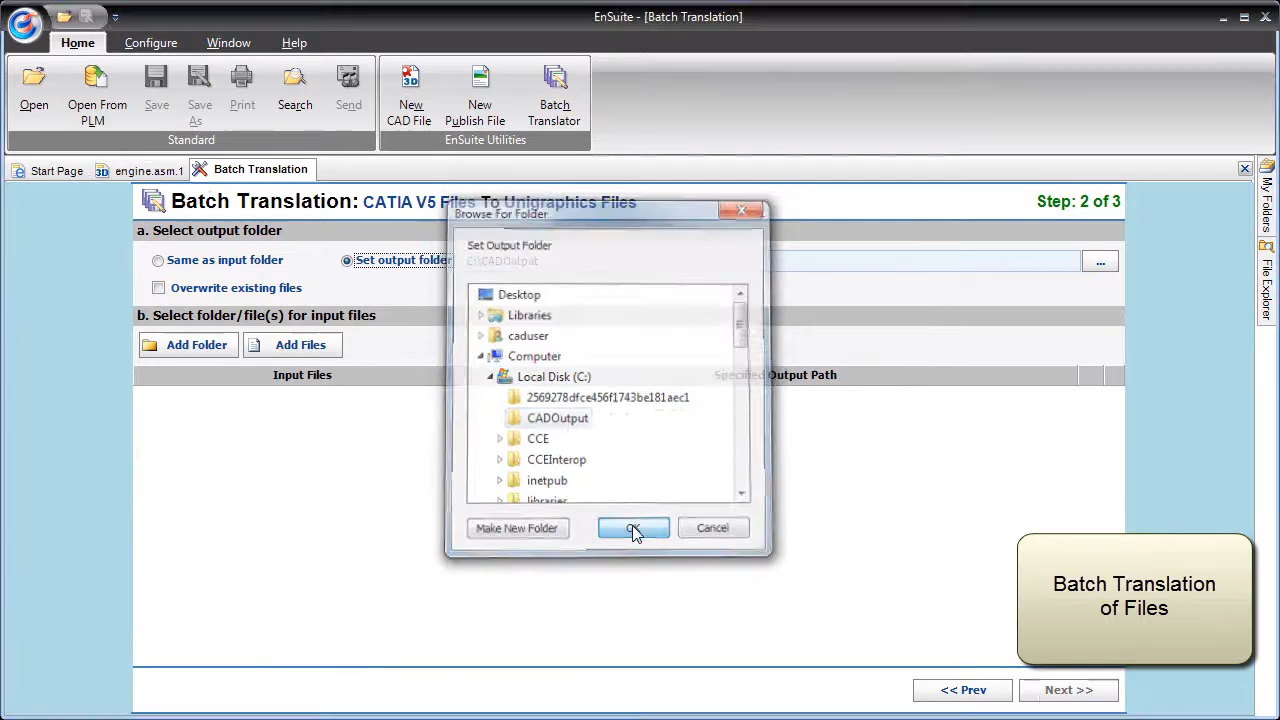 EnSuite - [Batch Translation]
Home
Configure
Window
Help
Open
Open From
PLM
Save
Save
As
Print
Search
Send
New
CAD File
New
Publish File
Batch
Translator
Standard
EnSuite Utilities
Start Page
engine.asm.1
Batch Translation
Batch Translation: CATIA V5 Files To Unigraphics Files
Step: 2 of 3
a. Select output folder
Same as input folder
Set output folder
...
Overwrite existing files
b. Select folder/file(s) for input files
Add Folder
Add Files
Input Files
Specified Output Path
Browse For Folder
Set Output Folder
C:\CADOutput
Desktop
Libraries
caduser
Computer
Local Disk (C:)
2569278dfce456f1743be181aec1
CADOutput
CCE
CCEInterop
inetpub
libraries
Make New Folder
OK
Cancel
Batch Translation
of Files
<< Prev
Next >>
My Folders
FileExplorer